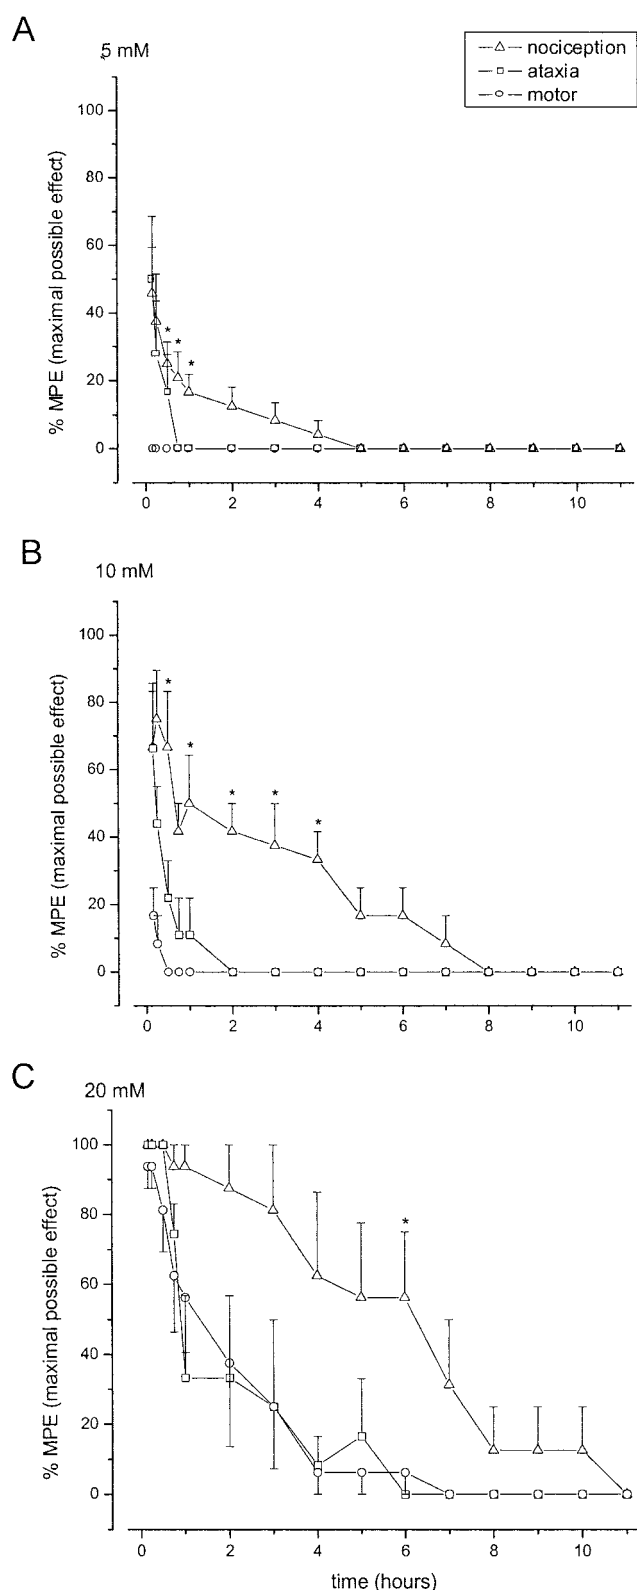 A
5 mM
nociception
ataxia
motor
100
80
60
40
20
0
% MPE (maximal possible effect)
* * *
0 2 4 6 8 10
B
10 mM
100
80
60
40
20
0
% MPE (maximal possible effect)
* * * * *
0 2 4 6 8 10
C
20 mM
100
80
60
40
20
0
% MPE (maximal possible effect)
*
0 2 4 6 8 10
time (hours)